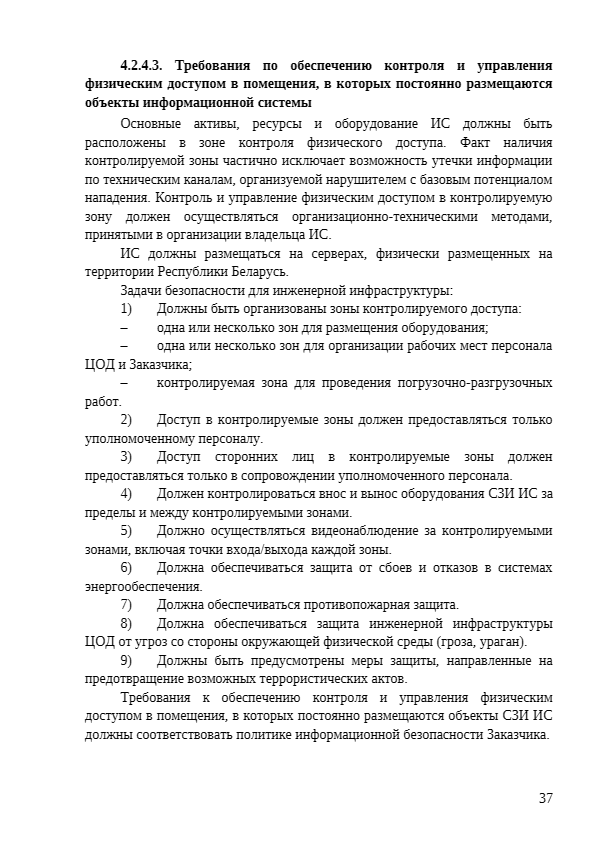 4.2.4.3. Требования по обеспечению контроля и управления
физическим доступом в помещения, в которых постоянно размещаются
объекты информационной системы
Основные активы, ресурсы и оборудование ИС должны быть
расположены в зоне контроля физического доступа. Факт наличия
контролируемой зоны частично исключает возможность утечки информации
по техническим каналам, организуемой нарушителем с базовым потенциалом
нападения. Контроль и управление физическим доступом в контролируемую
зону должен осуществляться организационно-техническими методами,
принятыми в организации владельца ИС.
ИС должны размещаться на серверах, физически размещенных на
территории Республики Беларусь.
Задачи безопасности для инженерной инфраструктуры:
1) Должны быть организованы зоны контролируемого доступа:
– одна или несколько зон для размещения оборудования;
– одна или несколько зон для организации рабочих мест персонала
ЦОД и Заказчика;
– контролируемая зона для проведения погрузочно-разгрузочных
работ.
2) Доступ в контролируемые зоны должен предоставляться только
уполномоченному персоналу.
3) Доступ сторонних лиц в контролируемые зоны должен
предоставляться только в сопровождении уполномоченного персонала.
4) Должен контролироваться внос и вынос оборудования СЗИ ИС за
пределы и между контролируемыми зонами.
5) Должно осуществляться видеонаблюдение за контролируемыми
зонами, включая точки входа/выхода каждой зоны.
6) Должна обеспечиваться защита от сбоев и отказов в системах
энергообеспечения.
7) Должна обеспечиваться противопожарная защита.
8) Должна обеспечиваться защита инженерной инфраструктуры
ЦОД от угроз со стороны окружающей физической среды (гроза, ураган).
9) Должны быть предусмотрены меры защиты, направленные на
предотвращение возможных террористических актов.
Требования к обеспечению контроля и управления физическим
доступом в помещения, в которых постоянно размещаются объекты СЗИ ИС
должны соответствовать политике информационной безопасности Заказчика.
37